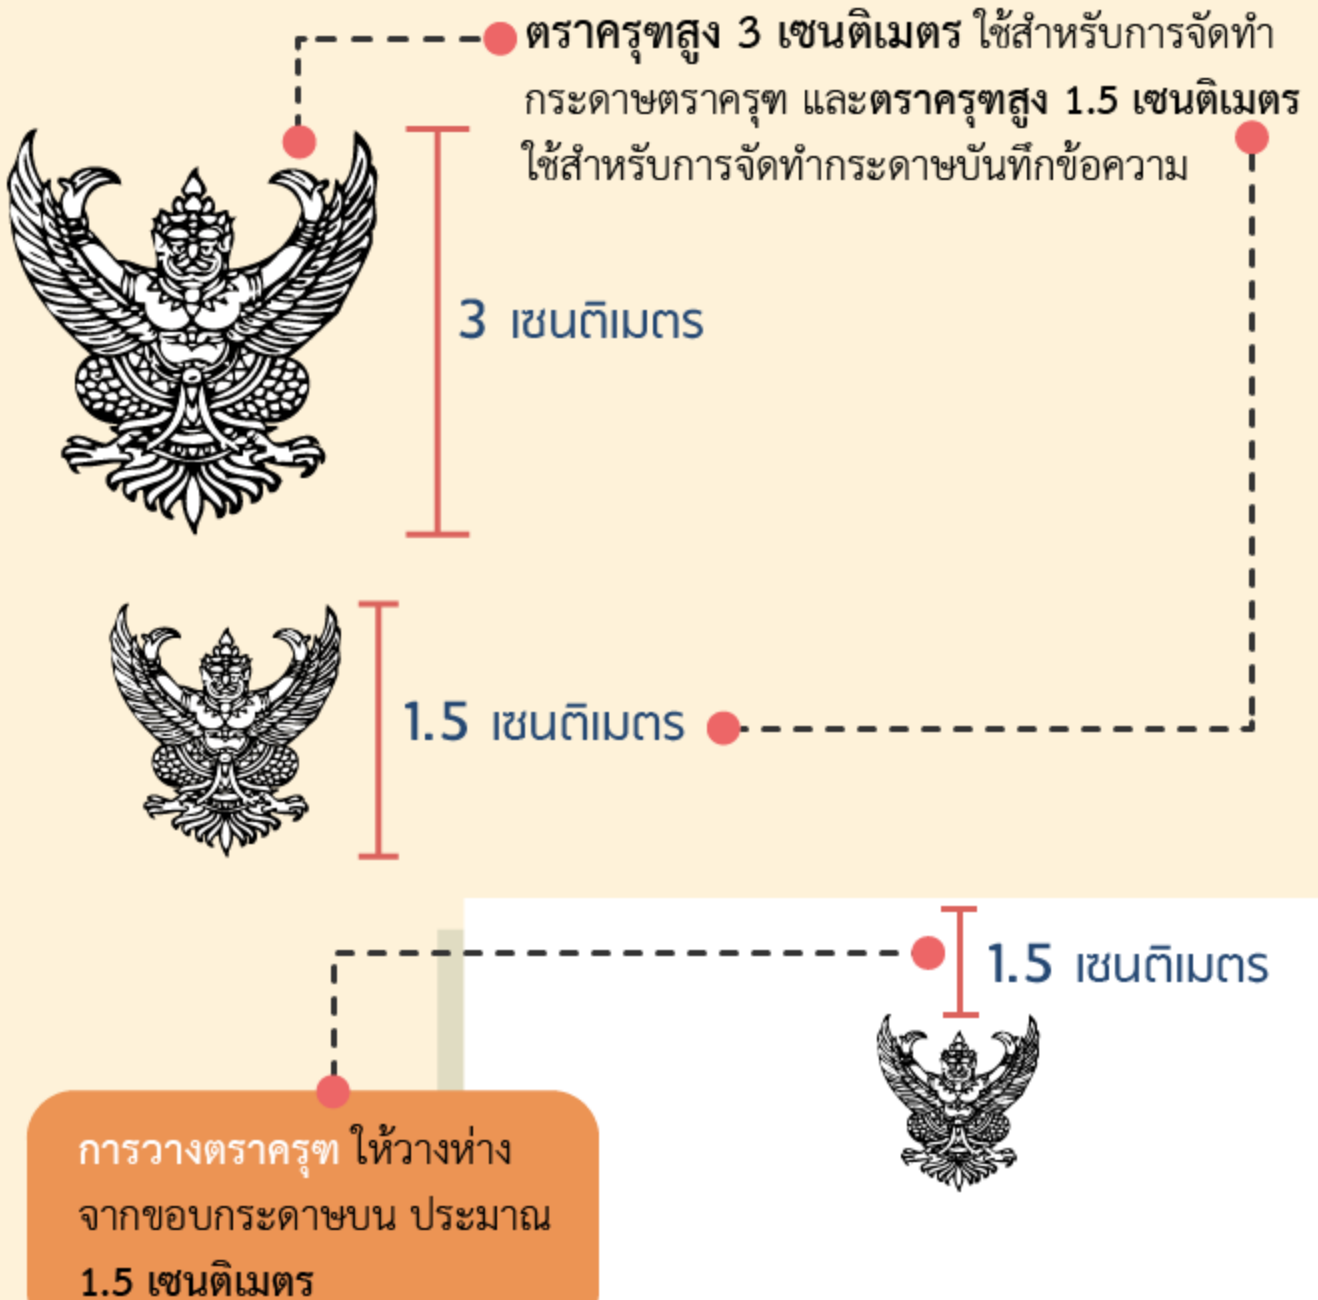 ตราครุฑสูง 3 เซนติเมตร ใช้สำหรับการจัดทำ
กระดาษตราครุฑ และตราครุฑสูง 1.5 เซนติเมตร
ใช้สำหรับการจัดทำกระดาษบันทึกข้อความ
3 เซนติเมตร
1.5 เซนติเมตร
1.5 เซนติเมตร
การวางตราครุฑ ให้วางห่าง
จากขอบกระดาษบน ประมาณ
1.5 เซนติเมตร